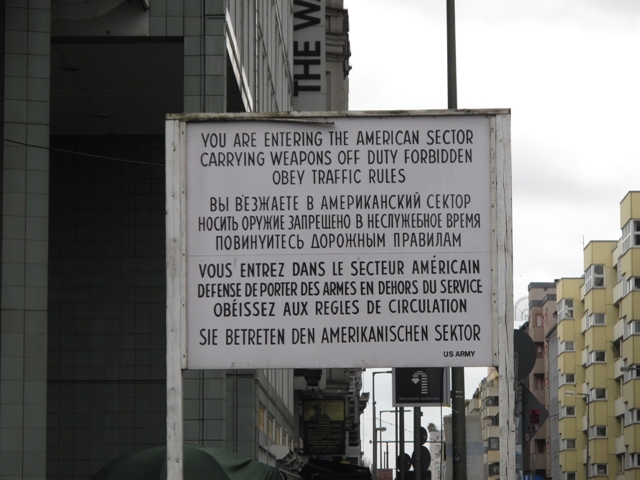 THE WA
YOU ARE ENTERING THE AMERICAN SECTOR
CARRYING WEAPONS OFF DUTY FORBIDDEN
OBEY TRAFFIC RULES
ВЫ ВЪЕЗЖАЕТЕ В АМЕРИКАНСКИЙ СЕКТОР
НОСИТЬ ОРУЖИЕ ЗАПРЕЩЕНО В НЕСЛУЖЕБНОЕ ВРЕМЯ
ПОВИНУЙТЕСЬ ДОРОЖНЫМ ПРАВИЛАМ
VOUS ENTREZ DANS LE SECTEUR AMÉRICAIN
DEFENSE DE PORTER DES ARMES EN DEHORS DU SERVICE
OBÉISSEZ AUX REGLES DE CIRCULATION
SIE BETRETEN DEN AMERIKANISCHEN SEKTOR
US ARMY